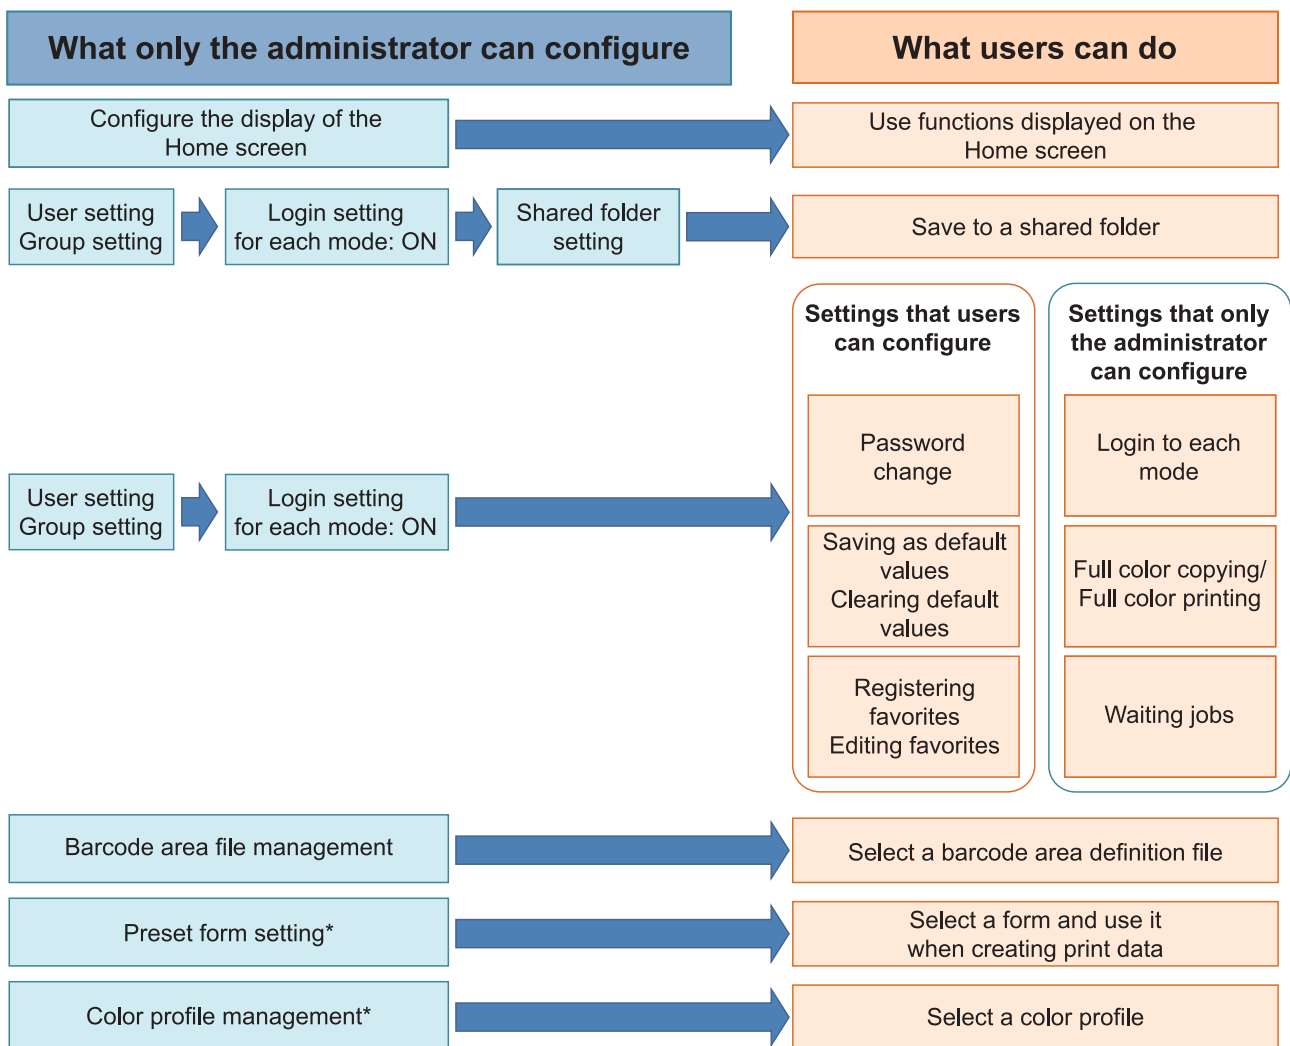 What only the administrator can configure
What users can do
Configure the display of the
Home screen
Use functions displayed on the
Home screen
User setting
Group setting
Login setting
for each mode: ON
Shared folder
setting
Save to a shared folder
Settings that users
can configure
Settings that only
the administrator
can configure
User setting
Group setting
Login setting
for each mode: ON
Password
change
Login to each
mode
Saving as default
values
Clearing default
values
Full color copying/
Full color printing
Registering
favorites
Editing favorites
Waiting jobs
Barcode area file management
Select a barcode area definition file
Preset form setting*
Select a form and use it
when creating print data
Color profile management*
Select a color profile